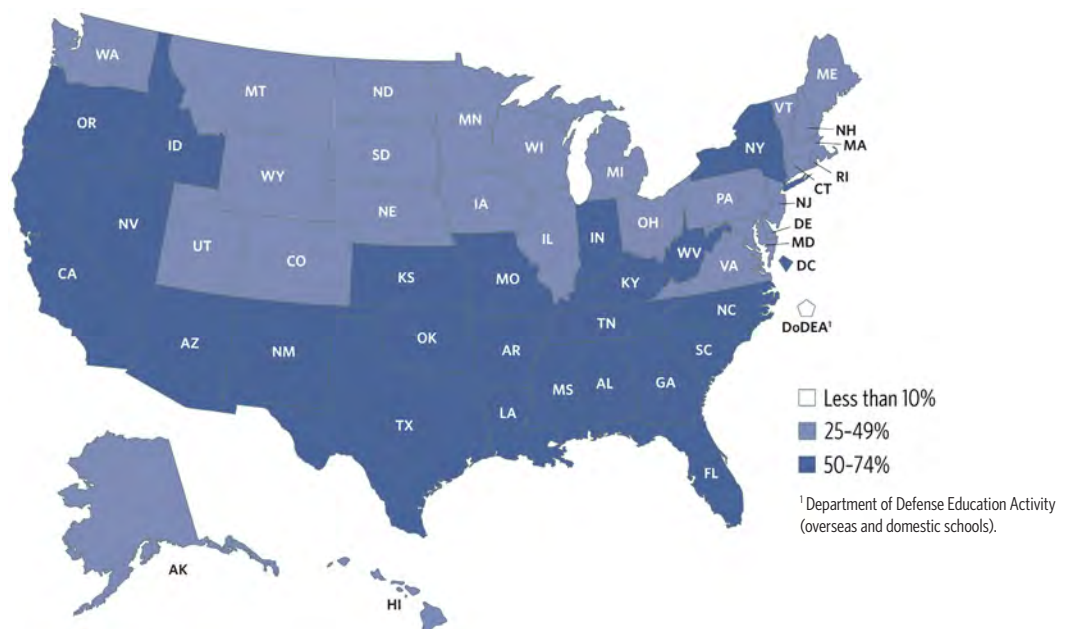 WA
MT
ND
MN
ME
VT
NH
MA
OR
ID
SD
WI
NY
WY
MI
RI
CT
NE
IA
PA
NJ
NV
OH
DE
UT
IL
IN
MD
CO
WV
VA
DC
CA
KS
MO
KY
NC
DoDEA¹
TN
AZ
NM
OK
AR
SC
MS
AL
GA
LA
TX
FL
AK
HI
Less than 10%
25-49%
50-74%
¹ Department of Defense Education Activity
(overseas and domestic schools).